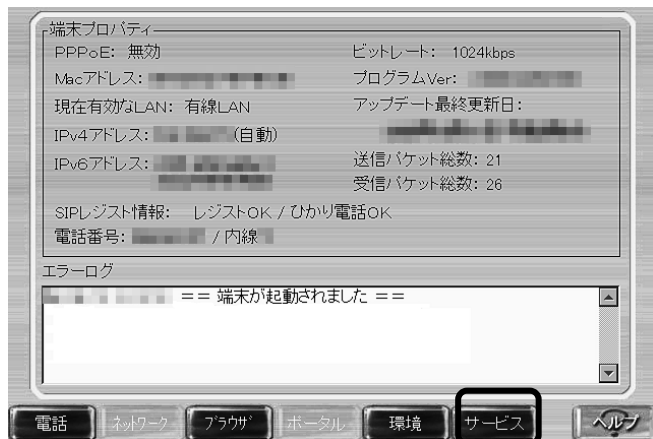 端末プロパティ
PPPoE: 無効
ビットレート: 1024kbps
Macアドレス:
プログラムVer:
現在有効なLAN: 有線LAN
アップデート最終更新日:
IPv4アドレス: (自動)
IPv6アドレス:
送信パケット総数: 21
受信パケット総数: 26
SIPレジスト情報: レジストOK / ひかり電話OK
電話番号: / 内線
エラーログ
== 端末が起動されました ==
電話 ネットワーク ブラウザ ポータル 環境 サービス ヘルプ